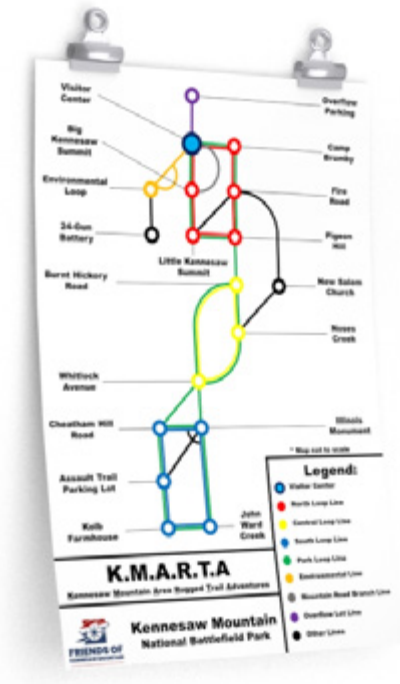 Visitor
Center
Overflow
Parking
Big
Kennesaw
Summit
Camp
Brumby
Environmental
Loop
Fire
Road
24-Gun
Battery
Pigeon
Hill
Little Kennesaw
Summit
Burnt Hickory
Road
New Salem
Church
Noses
Creek
Whitlock
Avenue
Cheatham Hill
Road
Illinois
Monument
* Map not to scale
Assault Trail
Parking Lot
Kolb
Farmhouse
John
Ward
Creek
Legend:
Visitor Center
North Loop Line
Central Loop Line
South Loop Line
Park Loop Line
Environmental Line
Mountain Road Branch Line
Overflow Lot Line
Other Lines
K.M.A.R.T.A
Kennesaw Mountain Area Rugged Trail Adventures
FRIENDS OF
KENNESAW MOUNTAIN
Kennesaw Mountain
National Battlefield Park